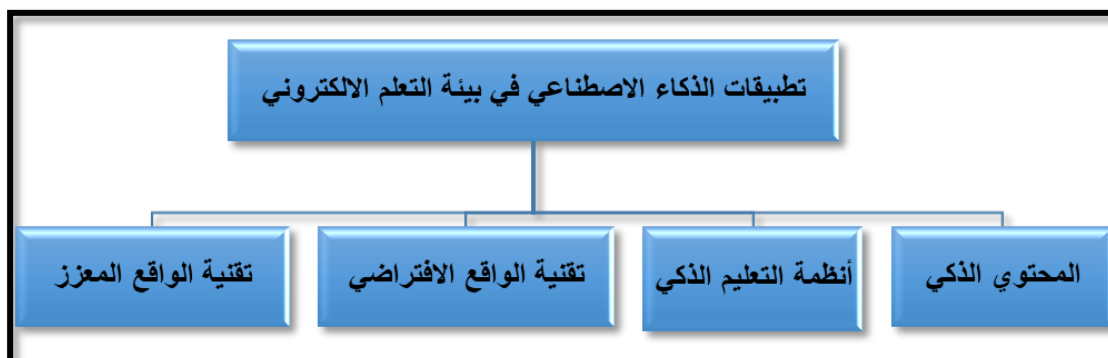 تطبيقات الذكاء الاصطناعي في بيئة التعلم الالكتروني
المحتوي الذكي
أنظمة التعليم الذكي
تقنية الواقع الافتراضي
تقنية الواقع المعزز